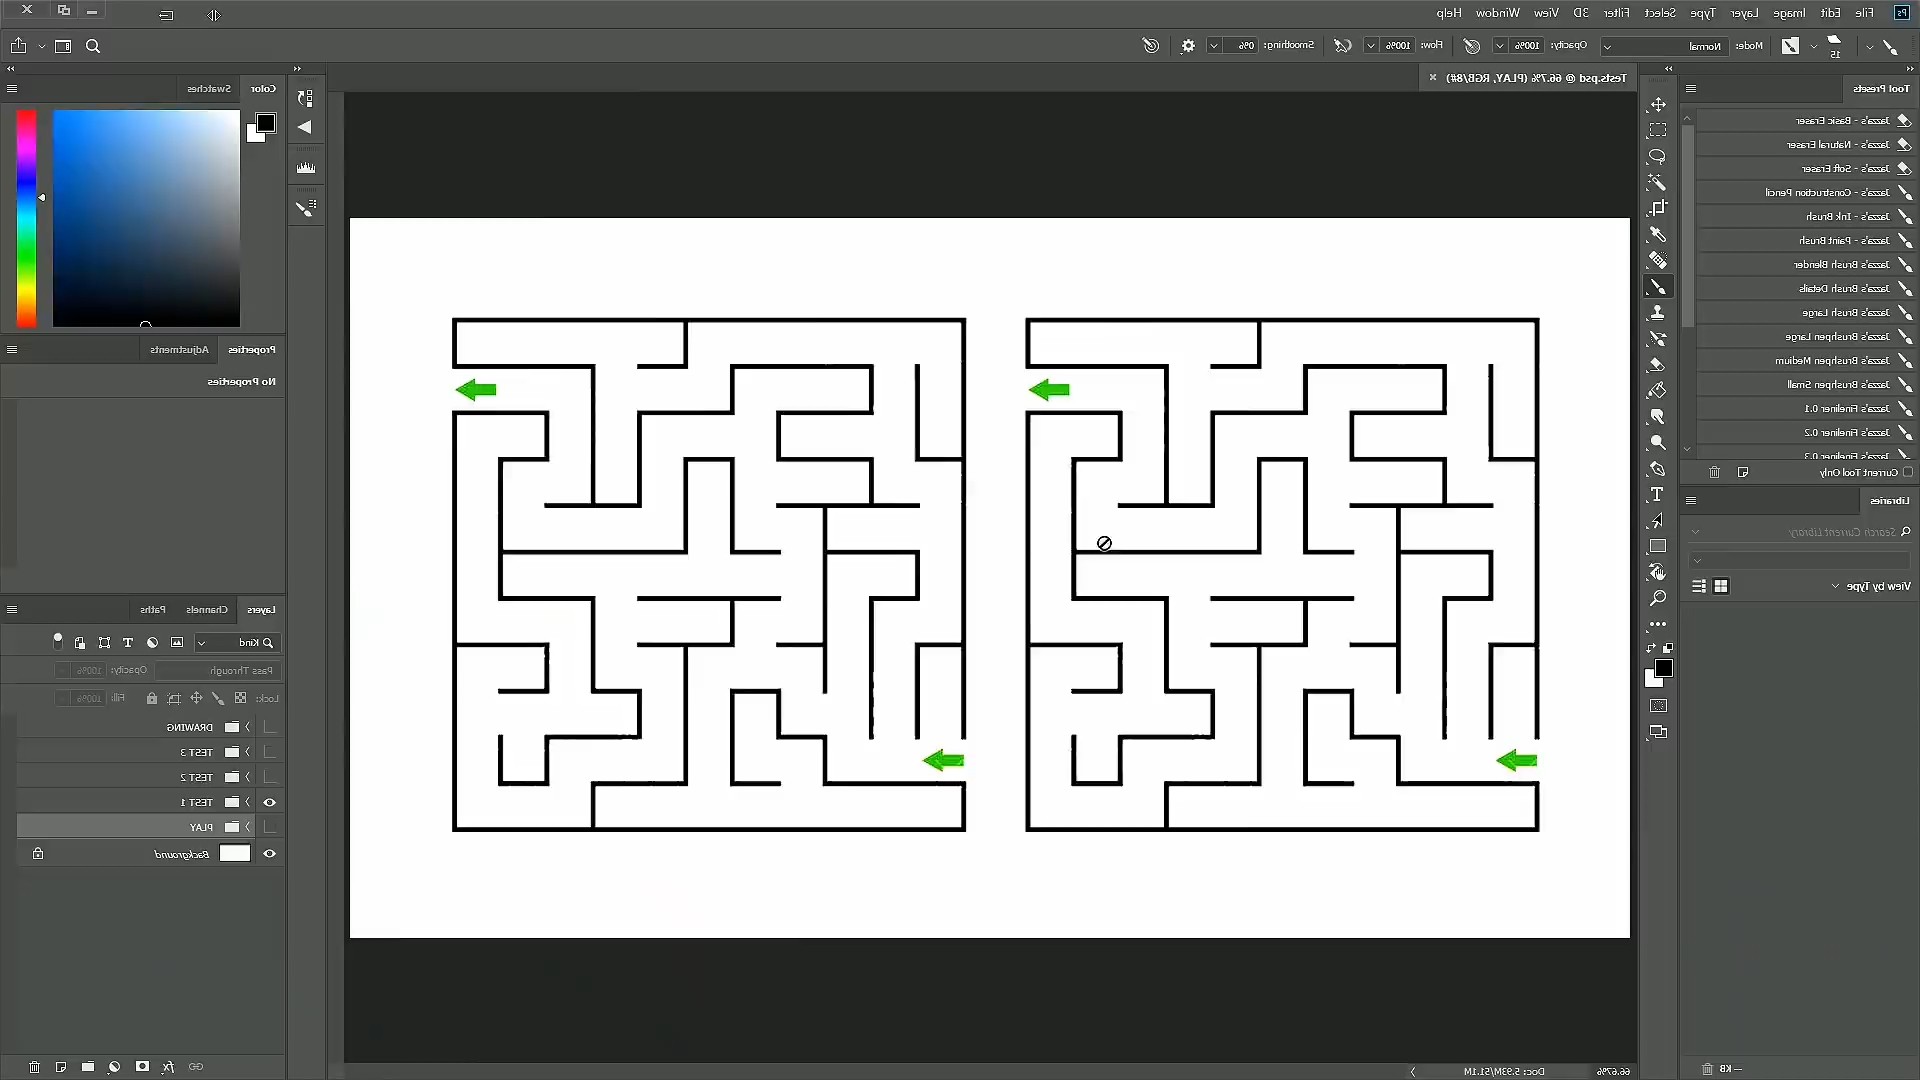 File Edit Image Layer Type Select Filter 3D View Window Help
15 Mode: Normal Opacity: 100% Flow: 100% Smoothing: 0%
Tests.psd @ 66.7% (PLAY, RGB/8#)
Tool Presets
Jazza's - Basic Eraser
Jazza's - Natural Eraser
Jazza's - Soft Eraser
Jazza's - Construction Pencil
Jazza's - Ink Brush
Jazza's - Paint Brush
Jazza's Brush Blender
Jazza's Brush Details
Jazza's Brush Large
Jazza's Brushpen Large
Jazza's Brushpen Medium
Jazza's Brushpen Small
Jazza's Fineliner 0.1
Jazza's Fineliner 0.2
Jazza's Fineliner 0.3
Current Tool Only
Libraries
Search Current Library
View by Type
-- KB
66.67% Doc: 5.93M/51.1M
Color Swatches
Properties Adjustments
No Properties
Layers Channels Paths
Kind
Pass Through Opacity: 100%
Lock: Fill: 100%
DRAWING
TEST 3
TEST 2
TEST 1
PLAY
Background